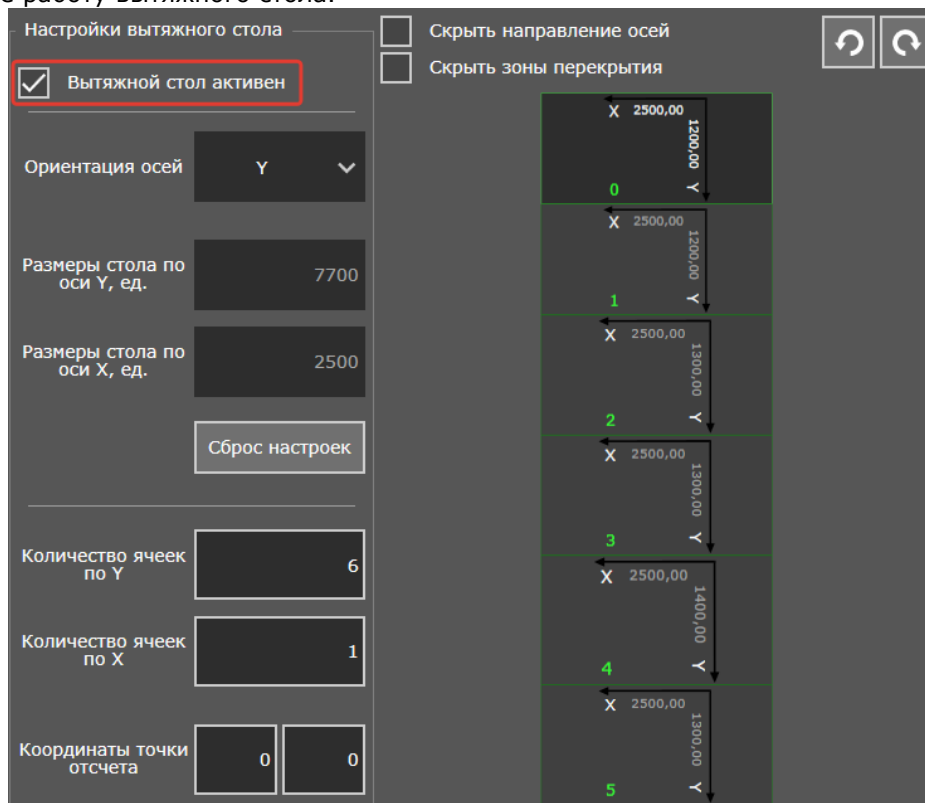 работу вытяжного стола.
Настройки вытяжного стола
Вытяжной стол активен
Ориентация осей
Y
Размеры стола по
оси Y, ед.
7700
Размеры стола по
оси X, ед.
2500
Сброс настроек
Количество ячеек
по Y
6
Количество ячеек
по X
1
Координаты точки
отсчета
0
0
Скрыть направление осей
Скрыть зоны перекрытия
X 2500,00
1200,00
Y
0
X 2500,00
1200,00
Y
1
X 2500,00
1300,00
Y
2
X 2500,00
1300,00
Y
3
X 2500,00
1400,00
Y
4
X 2500,00
1300,00
Y
5